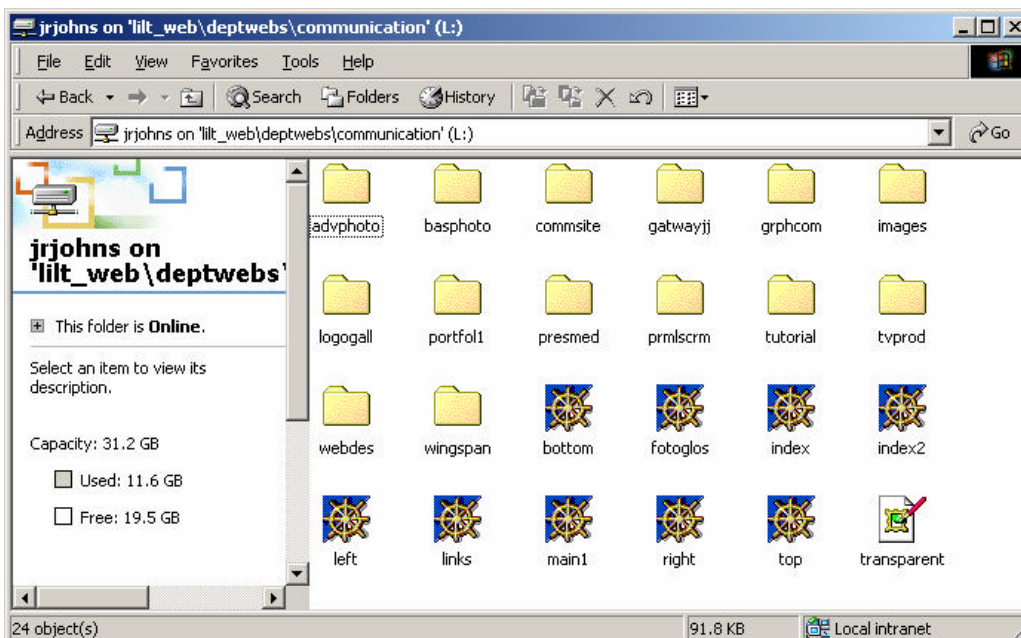 jrjohns on 'lilt_web\deptwebs\communication' (L:)
File Edit View Favorites Tools Help
Back Search Folders History
Address jrjohns on 'lilt_web\deptwebs\communication' (L:) Go
jrjohns on
'lilt_web\deptwebs\
This folder is Online.
Select an item to view its
description.
Capacity: 31.2 GB
Used: 11.6 GB
Free: 19.5 GB
advphoto basphoto commsite gatwayjj grphcom images
logogall portfol1 presmed prmlscrm tutorial tvprod
webdes wingspan bottom fotoglos index index2
left links main1 right top transparent
24 object(s) 91.8 KB Local intranet